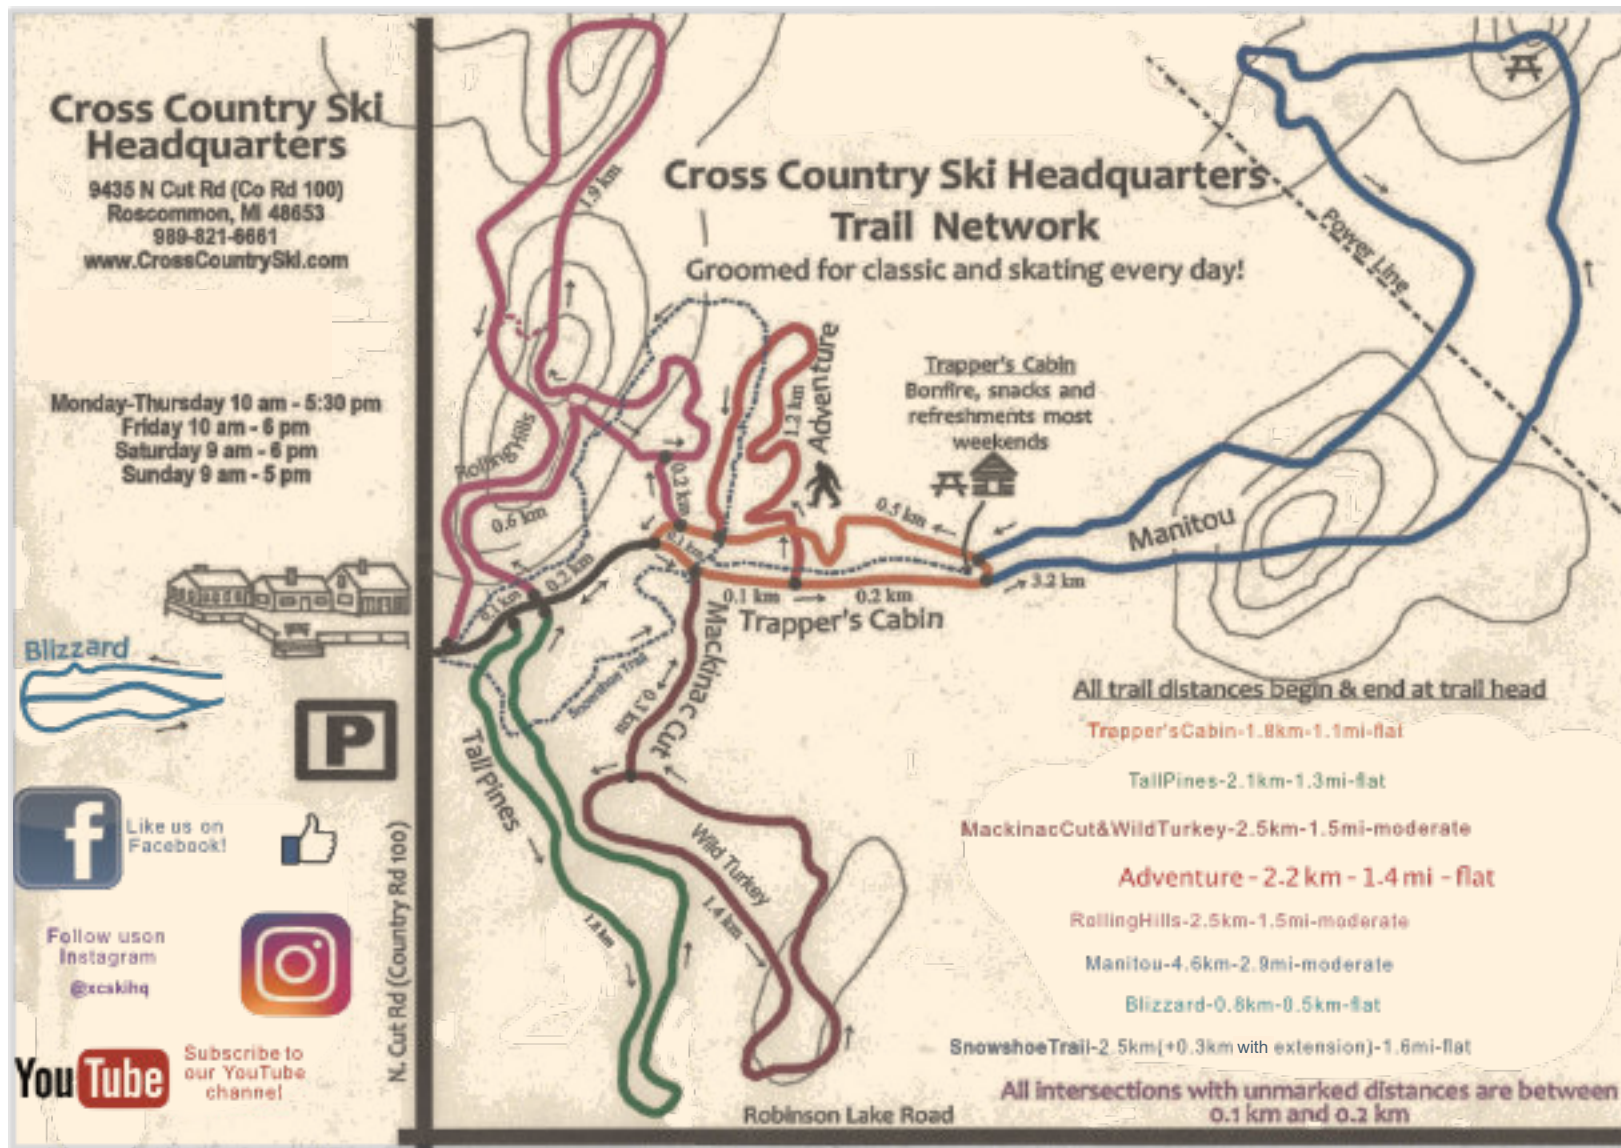 Cross Country Ski
Headquarters
9435 N Cut Rd (Co Rd 100)
Roscommon, MI 48653
989-821-6661
www.CrossCountrySki.com
Monday-Thursday 10 am - 5:30 pm
Friday 10 am - 6 pm
Saturday 9 am - 6 pm
Sunday 9 am - 5 pm
Blizzard
P
f
Like us on
Facebook!
Follow uson
Instagram
@xcskihq
YouTube
Subscribe to
our YouTube
channel
N. Cut Rd (Country Rd 100)
Cross Country Ski Headquarters
Trail Network
Groomed for classic and skating every day!
1.9 km
Rolling Hills
0.6 km
0.2 km
0.1 km
0.2 km
0.1 km
1.2 km
Adventure
Trapper's Cabin
Bonfire, snacks and
refreshments most
weekends
0.5 km
0.1 km
0.2 km
Trapper's Cabin
Power Line
Manitou
3.2 km
Snowshoe Trail
Mackinac Cut
0.3 km
Tall Pines
1.8 km
Wild Turkey
1.4 km
Robinson Lake Road
All trail distances begin & end at trail head
Trapper'sCabin-1.8km-1.1mi-flat
TallPines-2.1km-1.3mi-flat
MackinacCut&WildTurkey-2.5km-1.5mi-moderate
Adventure - 2.2 km - 1.4 mi - flat
RollingHills-2.5km-1.5mi-moderate
Manitou-4.6km-2.9mi-moderate
Blizzard-0.8km-0.5km-flat
SnowshoeTrail-2.5km(+0.3km with extension)-1.6mi-flat
All intersections with unmarked distances are between
0.1 km and 0.2 km